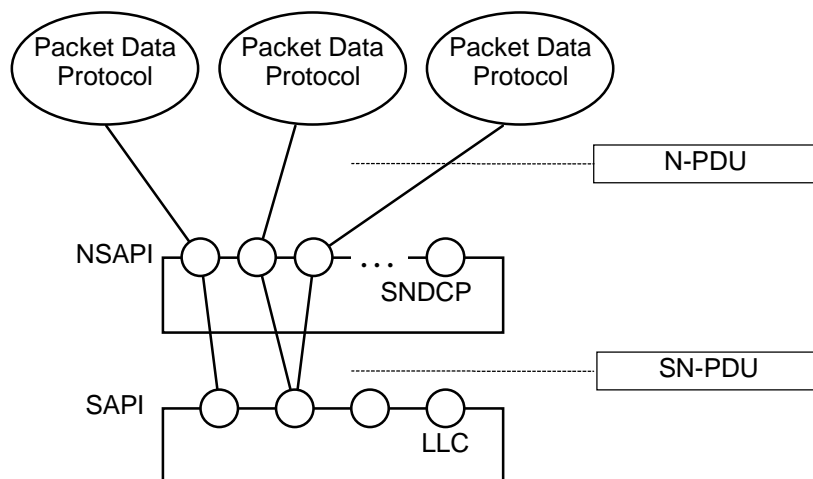 Packet Data
Protocol
Packet Data
Protocol
Packet Data
Protocol
N-PDU
NSAPI
. . .
SNDCP
SN-PDU
SAPI
LLC